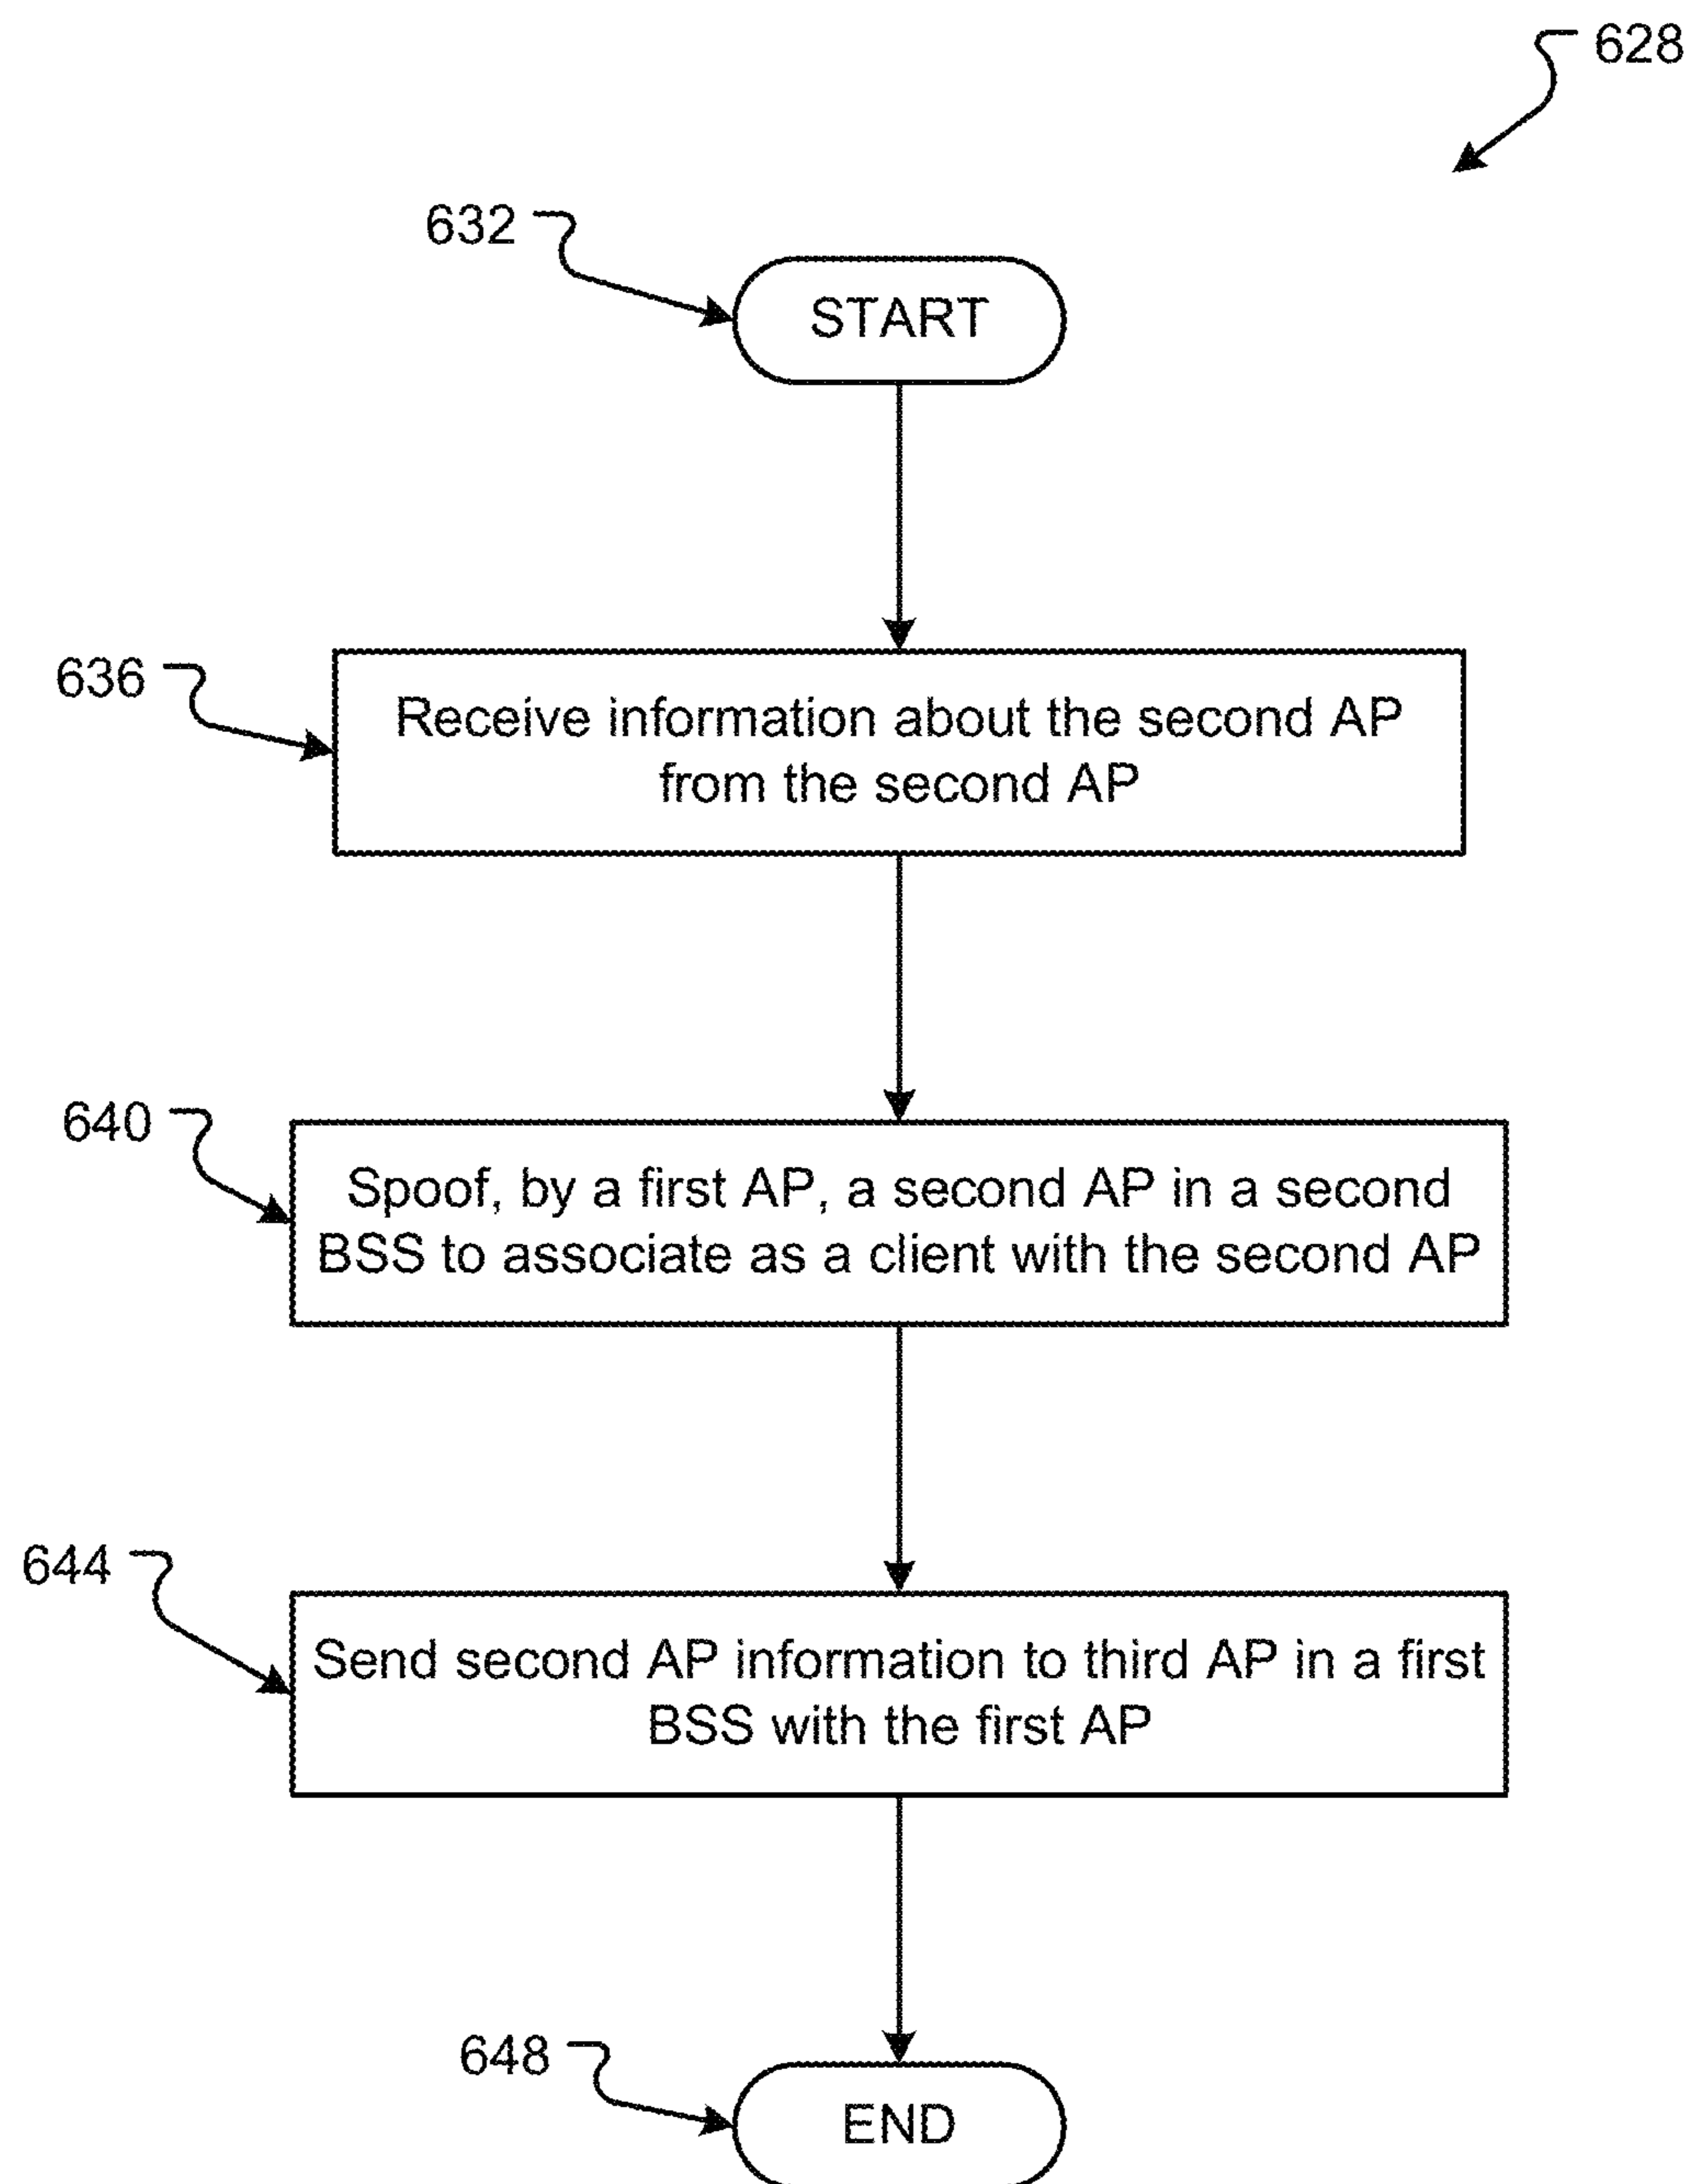 628
632
START
636
Receive information about the second AP
from the second AP
640
Spoof, by a first AP, a second AP in a second
BSS to associate as a client with the second AP
644
Send second AP information to third AP in a first
BSS with the first AP
648
END